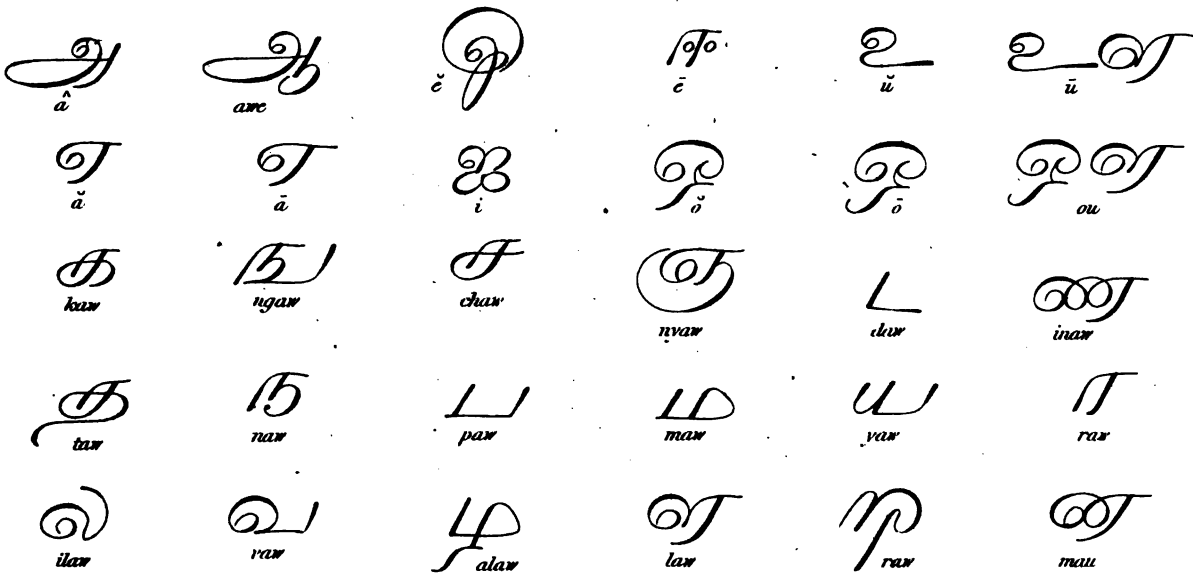 அ ஆ இ ஈ உ ஊ
â awe ĕ ē ŭ ū
எ ஏ ஐ ஒ ஓ ஔ
ă ā i ŏ ō ou
க ங ச ஞ ட ண
kaw ngaw chaw nyaw daw inaw
த ந ப ம ய ர
taw naw paw maw yaw raw
ல வ ழ ள ற ன
ilaw vaw alaw law raw mau